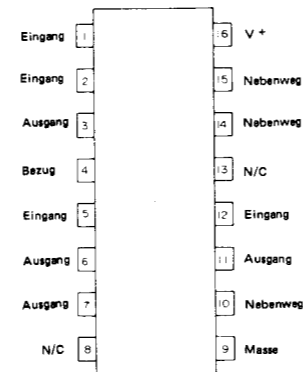 Eingang 1
Eingang 2
Ausgang 3
Bezug 4
Eingang 5
Ausgang 6
Ausgang 7
N/C 8
16 V+
15 Nebenweg
14 Nebenweg
13 N/C
12 Eingang
11 Ausgang
10 Nebenweg
9 Masse